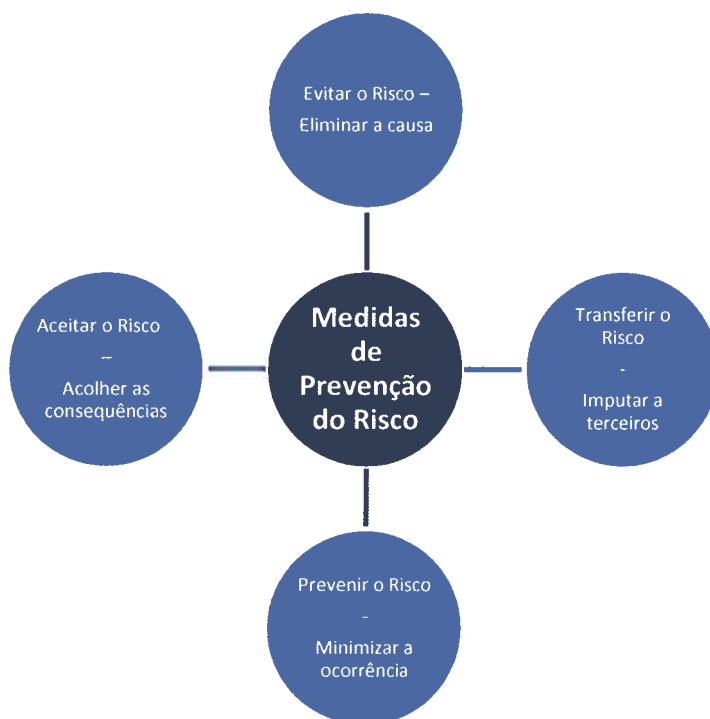 Evitar o Risco –
Eliminar a causa
Aceitar o Risco
–
Acolher as
consequências
Medidas
de
Prevenção
do Risco
Transferir o
Risco
-
Imputar a
terceiros
Prevenir o Risco
-
Minimizar a
ocorrência